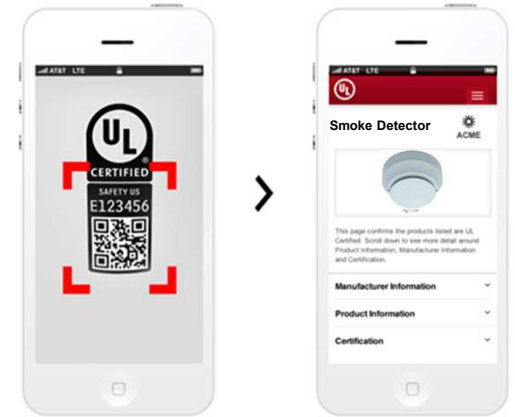 AT&T LTE
UL
®
CERTIFIED
SAFETY US
E123456
AT&T LTE
UL
Smoke Detector
ACME
This page confirms the products listed are UL
Certified. Scroll down to see more detail around
Product Information, Manufacturer Information
and Certification.
Manufacturer Information
Product Information
Certification